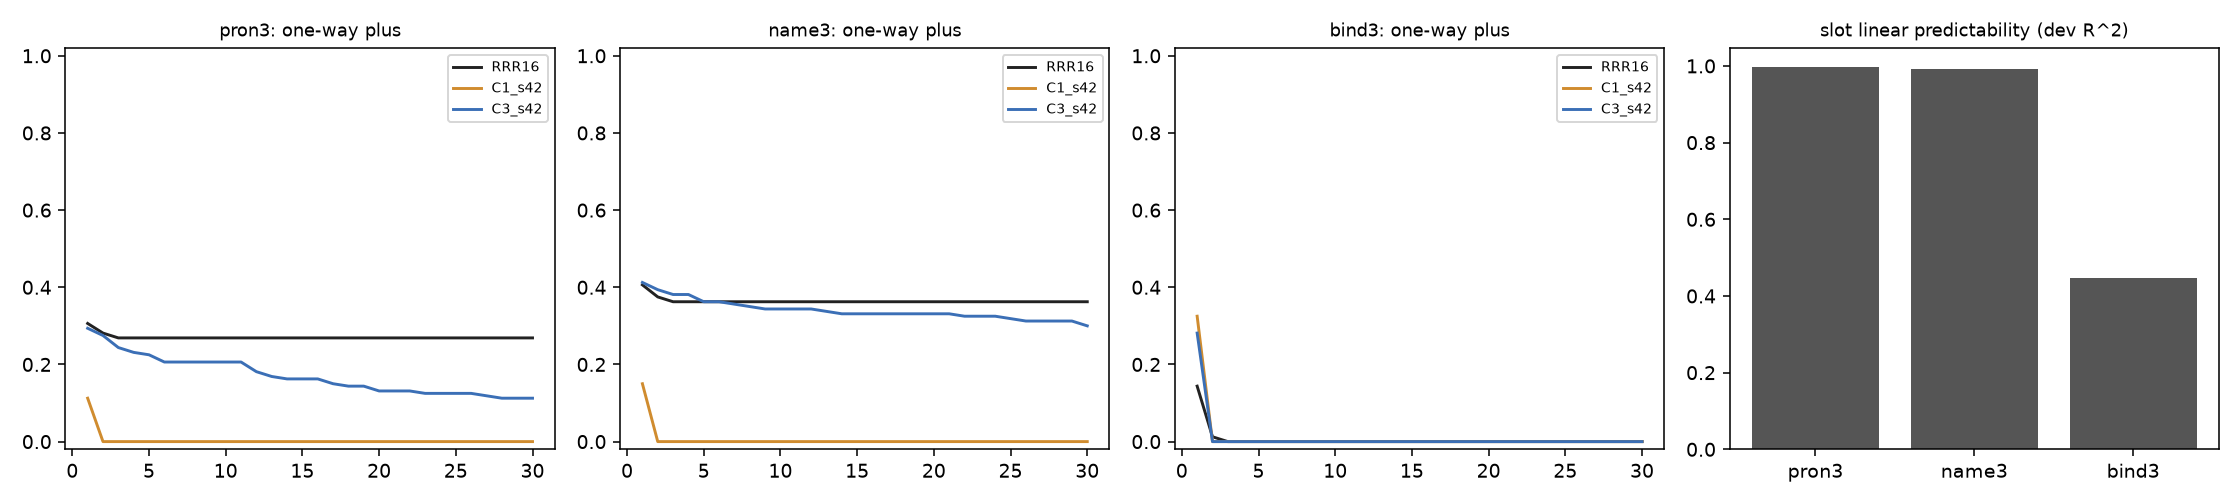 pron3: one-way plus
1.0
0.8
0.6
0.4
0.2
0.0
0 5 10 15 20 25 30
RRR16
C1_s42
C3_s42
name3: one-way plus
1.0
0.8
0.6
0.4
0.2
0.0
0 5 10 15 20 25 30
RRR16
C1_s42
C3_s42
bind3: one-way plus
1.0
0.8
0.6
0.4
0.2
0.0
0 5 10 15 20 25 30
RRR16
C1_s42
C3_s42
slot linear predictability (dev R^2)
1.0
0.8
0.6
0.4
0.2
0.0
pron3 name3 bind3